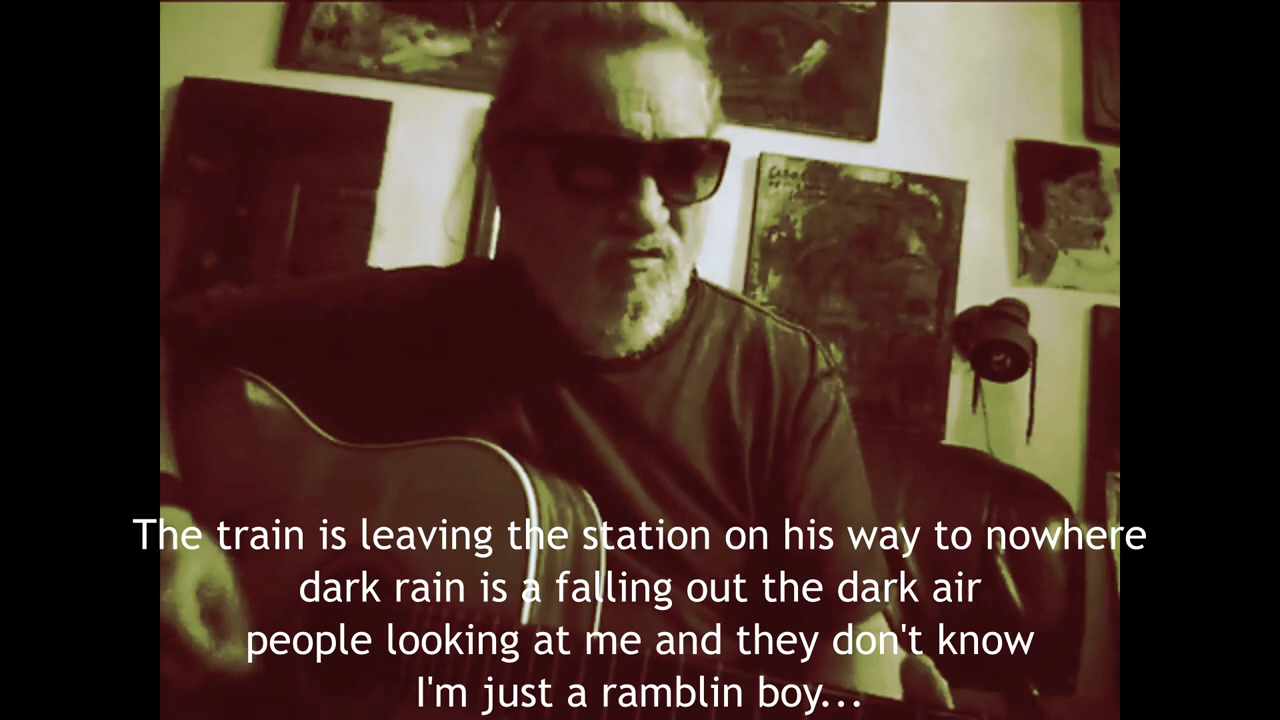 The train is leaving the station on his way to nowhere
dark rain is a falling out the dark air
people looking at me and they don't know
I'm just a ramblin boy...